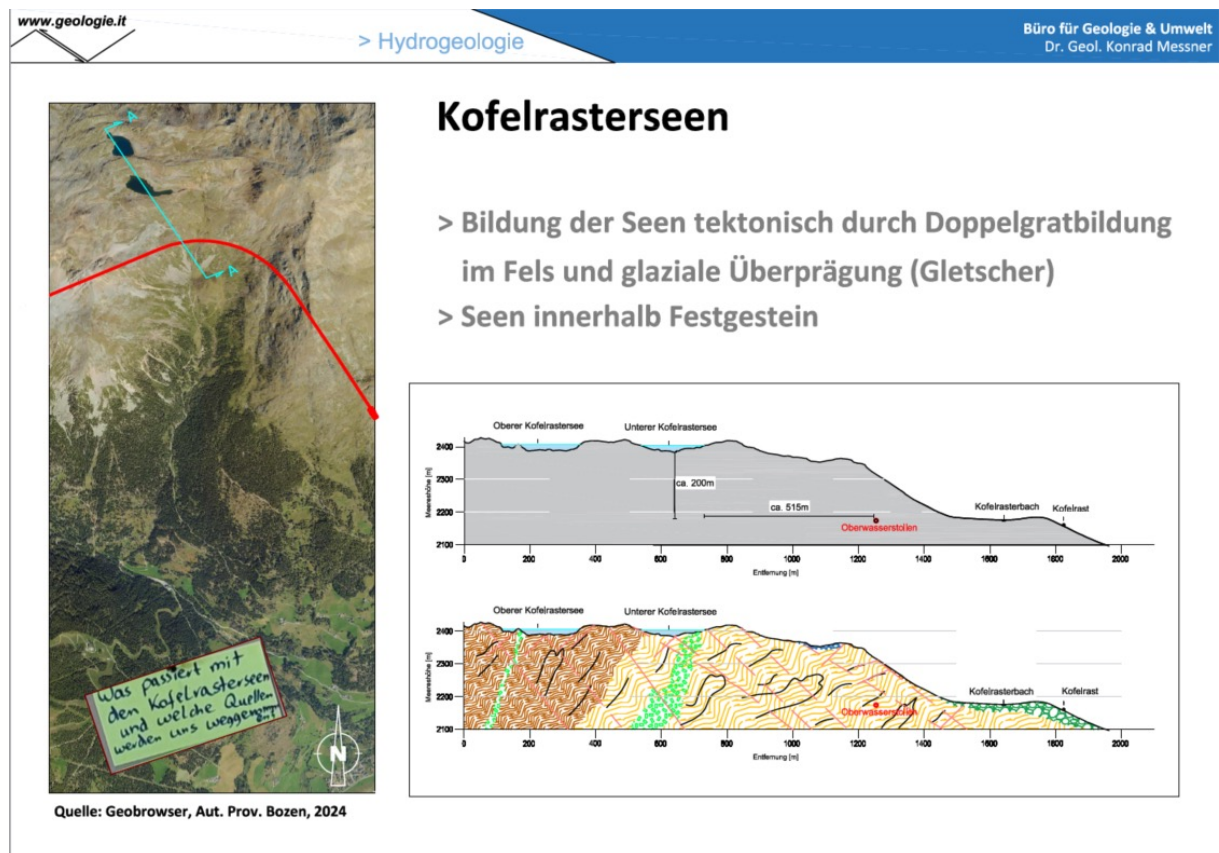 www.geologie.it
> Hydrogeologie
Büro für Geologie & Umwelt
Dr. Geol. Konrad Messner
Kofelrasterseen
> Bildung der Seen tektonisch durch Doppelgratbildung
im Fels und glaziale Überprägung (Gletscher)
> Seen innerhalb Festgestein
A
A
Was passiert mit
den Kofelrasterseen
und welche Quellen
werden uns weggenommen
N
Quelle: Geobrowser, Aut. Prov. Bozen, 2024
Oberer Kofelrastersee
Unterer Kofelrastersee
2400
2300
2200
2100
Meereshöhe [m]
ca. 200m
ca. 515m
Oberwasserstollen
Kofelrasterbach
Kofelrast
0 200 400 600 800 1000 1200 1400 1600 1800 2000
Entfernung [m]
Oberer Kofelrastersee
Unterer Kofelrastersee
2400
2300
2200
2100
Meereshöhe [m]
Oberwasserstollen
Kofelrasterbach
Kofelrast
0 200 400 600 800 1000 1200 1400 1600 1800 2000
Entfernung [m]